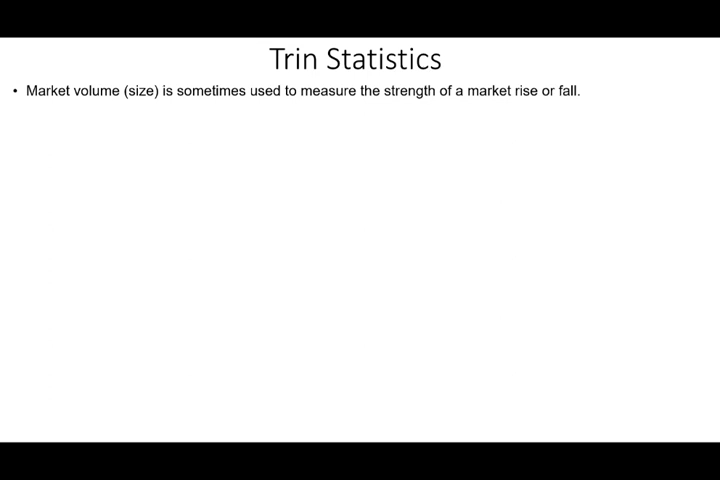 Trin Statistics
• Market volume (size) is sometimes used to measure the strength of a market rise or fall.